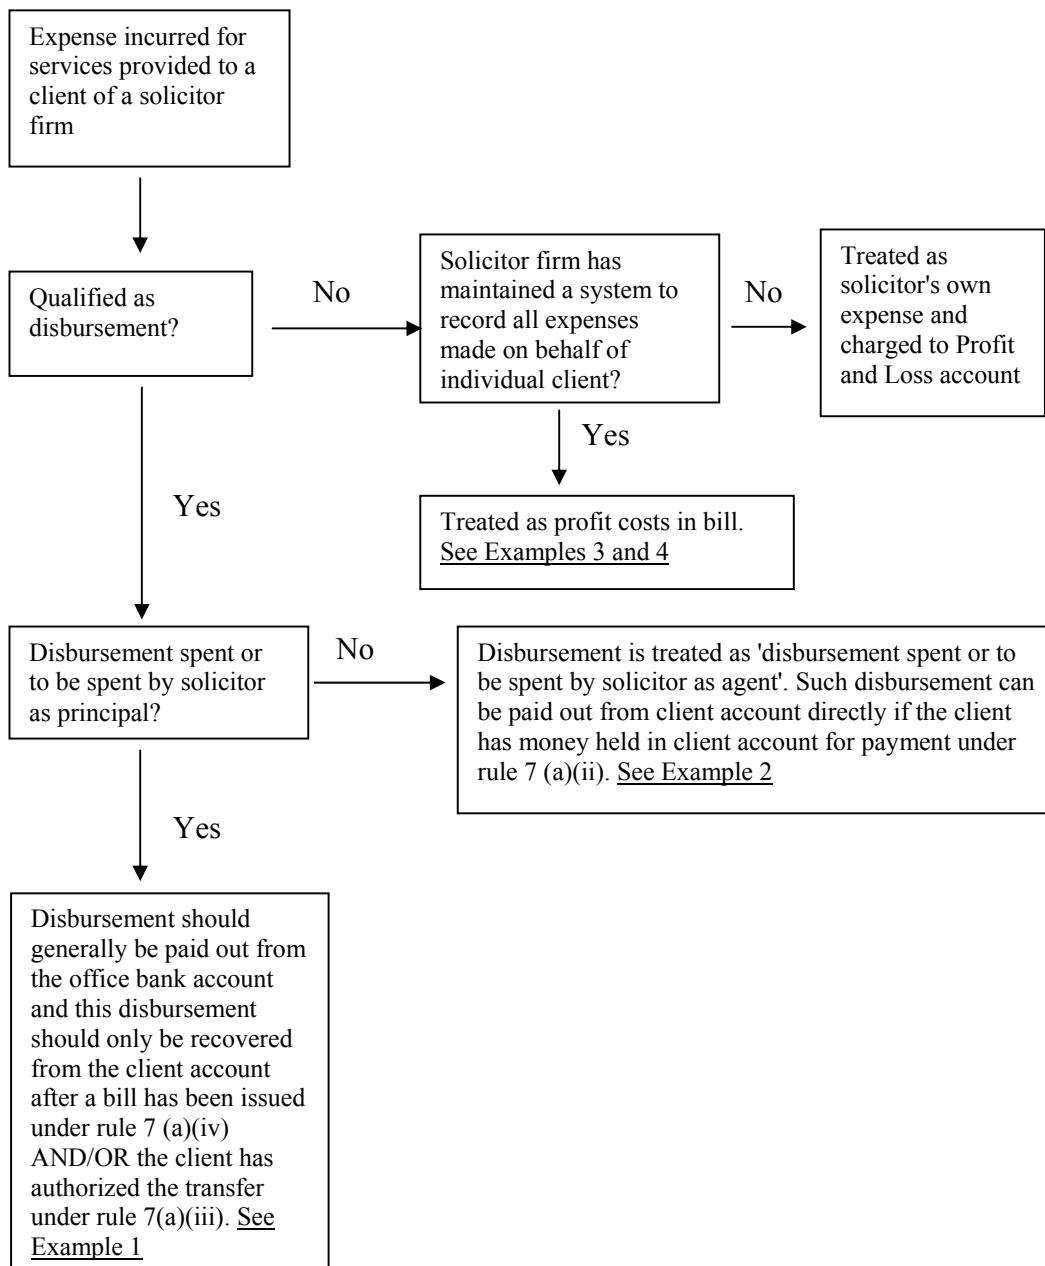 Expense incurred for
services provided to a
client of a solicitor
firm
Qualified as
disbursement?
No
Solicitor firm has
maintained a system to
record all expenses
made on behalf of
individual client?
No
Treated as
solicitor's own
expense and
charged to Profit
and Loss account
Yes
Treated as profit costs in bill.
See Examples 3 and 4
Yes
Disbursement spent or
to be spent by solicitor
as principal?
No
Disbursement is treated as 'disbursement spent or to
be spent by solicitor as agent'. Such disbursement can
be paid out from client account directly if the client
has money held in client account for payment under
rule 7 (a)(ii). See Example 2
Yes
Disbursement should
generally be paid out from
the office bank account
and this disbursement
should only be recovered
from the client account
after a bill has been issued
under rule 7 (a)(iv)
AND/OR the client has
authorized the transfer
under rule 7(a)(iii). See
Example 1